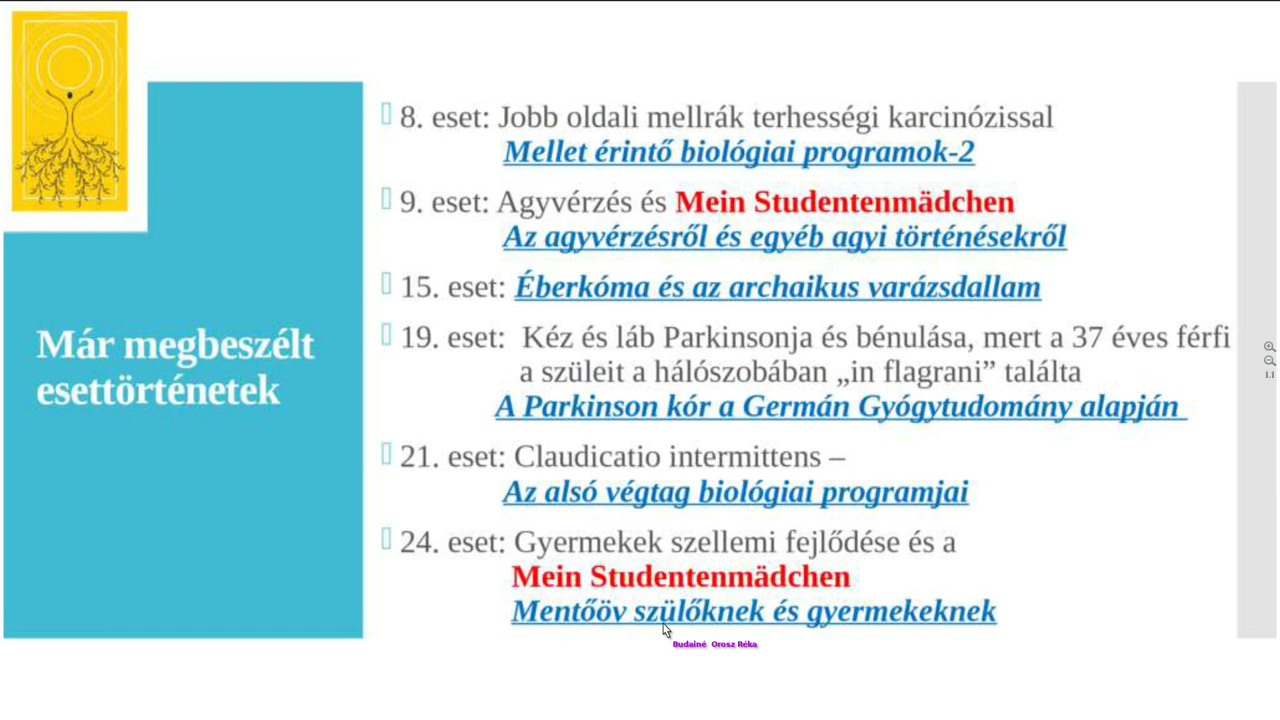 Már megbeszélt
esettörténetek
8. eset: Jobb oldali mellrák terhességi karcinózissal
Mellet érintő biológiai programok-2
9. eset: Agyvérzés és Mein Studentenmädchen
Az agyvérzésről és egyéb agyi történésekről
15. eset: Éberkóma és az archaikus varázsdallam
19. eset: Kéz és láb Parkinsonja és bénulása, mert a 37 éves férfi
a szüleit a hálószobában „in flagrani” találta
A Parkinson kór a Germán Gyógytudomány alapján
21. eset: Claudicatio intermittens –
Az alsó végtag biológiai programjai
24. eset: Gyermekek szellemi fejlődése és a
Mein Studentenmädchen
Mentőöv szülőknek és gyermekeknek
Budainé Orosz Réka
1:1